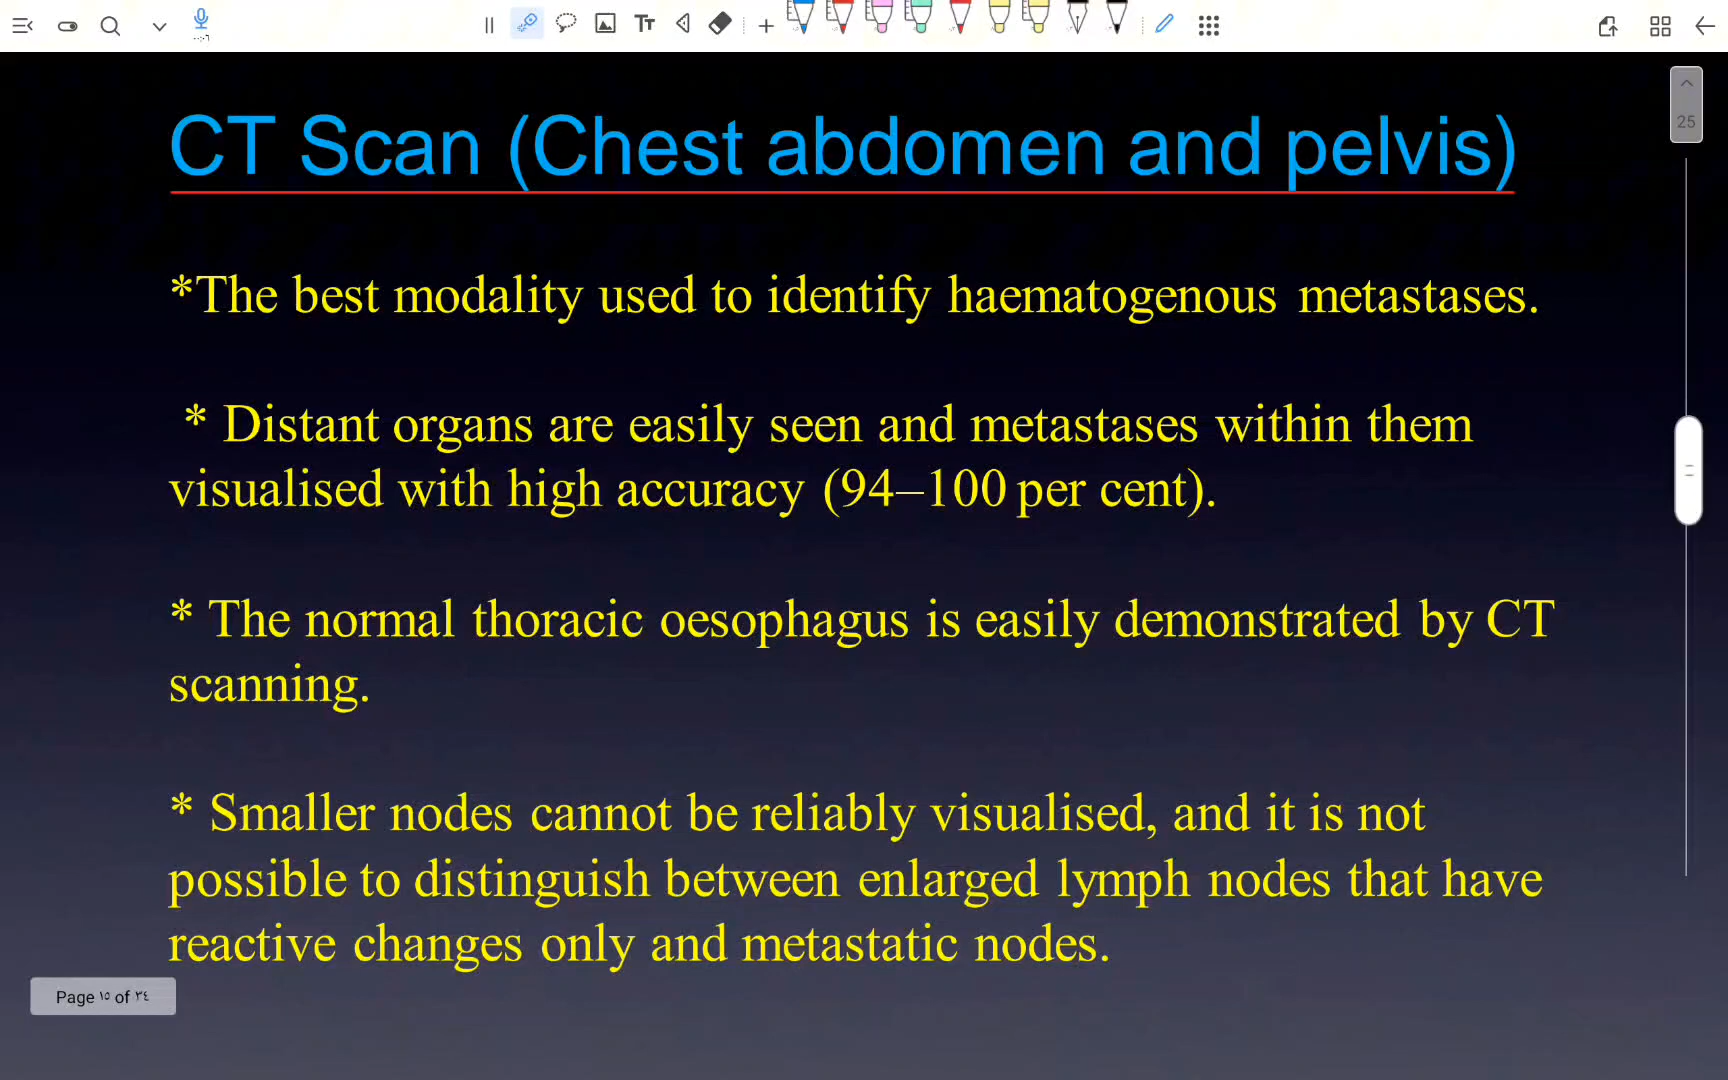 CT Scan (Chest abdomen and pelvis)
25
*The best modality used to identify haematogenous metastases.
* Distant organs are easily seen and metastases within them
visualised with high accuracy (94–100 per cent).
* The normal thoracic oesophagus is easily demonstrated by CT
scanning.
* Smaller nodes cannot be reliably visualised, and it is not
possible to distinguish between enlarged lymph nodes that have
reactive changes only and metastatic nodes.
Page ١٥ of ٣٤